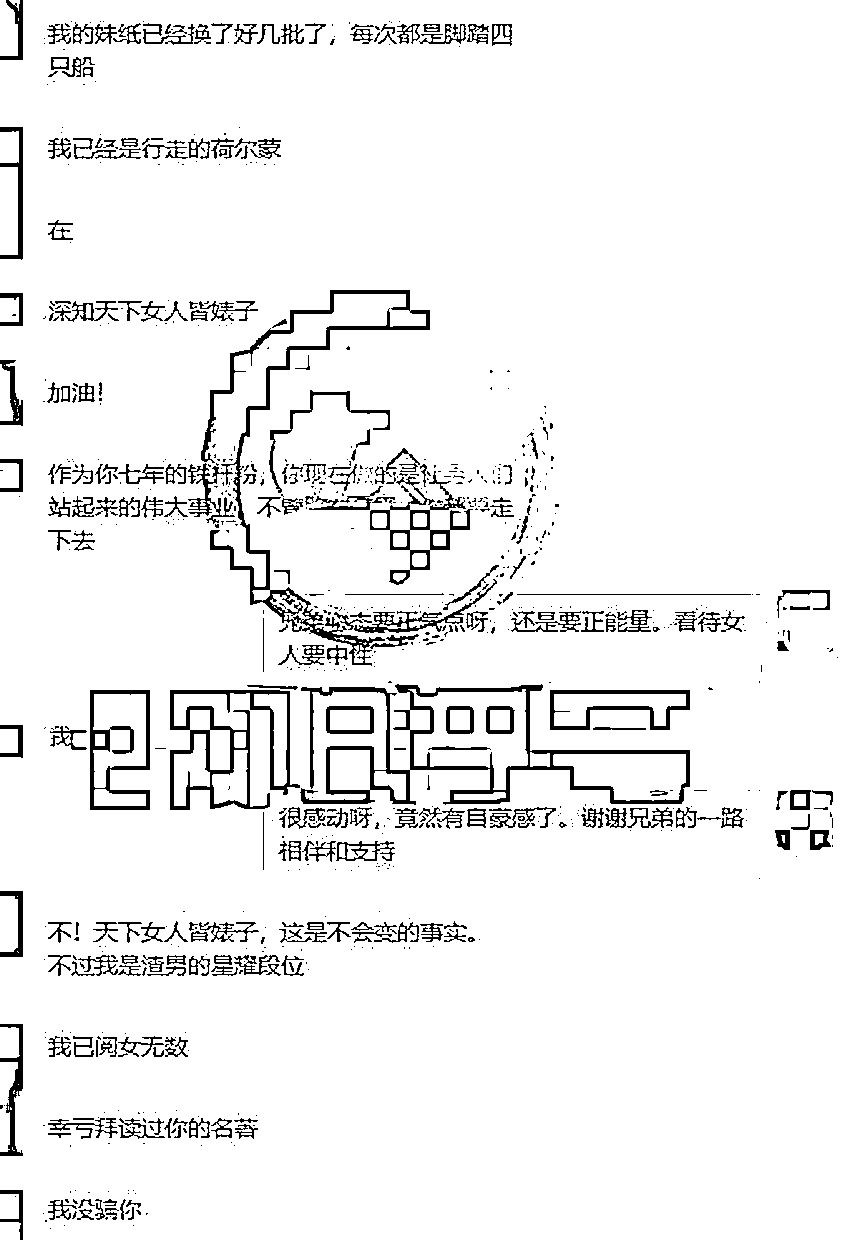 我的妹纸已经换了好几批了，每次都是脚踏四
只船
我已经是行走的荷尔蒙
在
深知天下女人皆婊子
加油！
作为你七年的铁杆粉，你现在做的是让男人们
站起来的伟大事业，不管 走
下去
兄弟心态要正气点呀，还是要正能量。看待女
人要中性
我
很感动呀，竟然有自豪感了。谢谢兄弟的一路
相伴和支持
不！天下女人皆婊子，这是不会变的事实。
不过我是渣男的星耀段位
我已阅女无数
幸亏拜读过你的名著
我没骗你